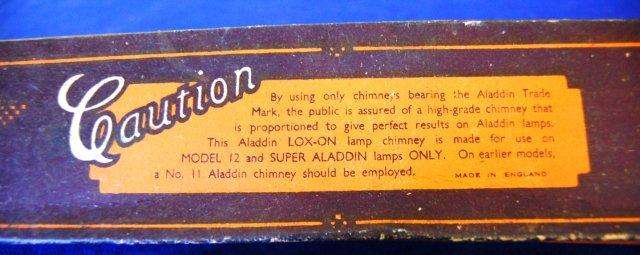 Caution
By using only chimneys bearing the Aladdin Trade
Mark, the public is assured of a high-grade chimney that
is proportioned to give perfect results on Aladdin lamps.
This Aladdin LOX-ON lamp chimney is made for use on
MODEL 12 and SUPER ALADDIN lamps ONLY. On earlier models,
a No. 11 Aladdin chimney should be employed. MADE IN ENGLAND